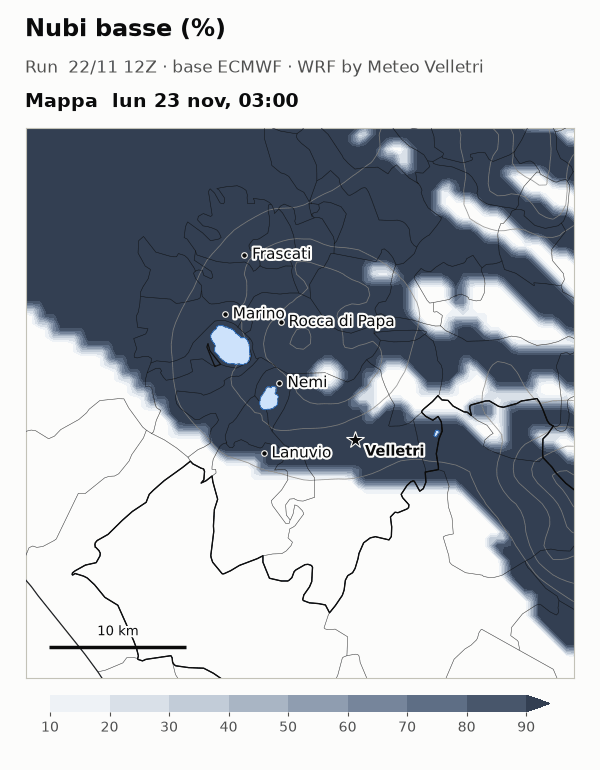 Nubi basse (%)
Run  22/11 12Z · base ECMWF · WRF by Meteo Velletri
Mappa  lun 23 nov, 03:00
Frascati
Marino
Rocca di Papa
Nemi
Velletri
Lanuvio
10 km
10 20 30 40 50 60 70 80 90